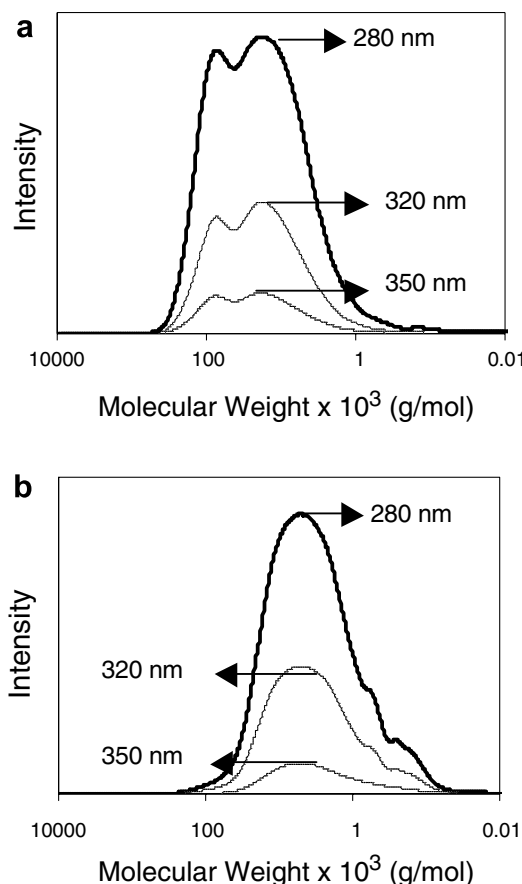 a
280 nm
320 nm
350 nm
Intensity
10000 100 1 0.01
Molecular Weight x 10³ (g/mol)
b
280 nm
320 nm
350 nm
Intensity
10000 100 1 0.01
Molecular Weight x 10³ (g/mol)